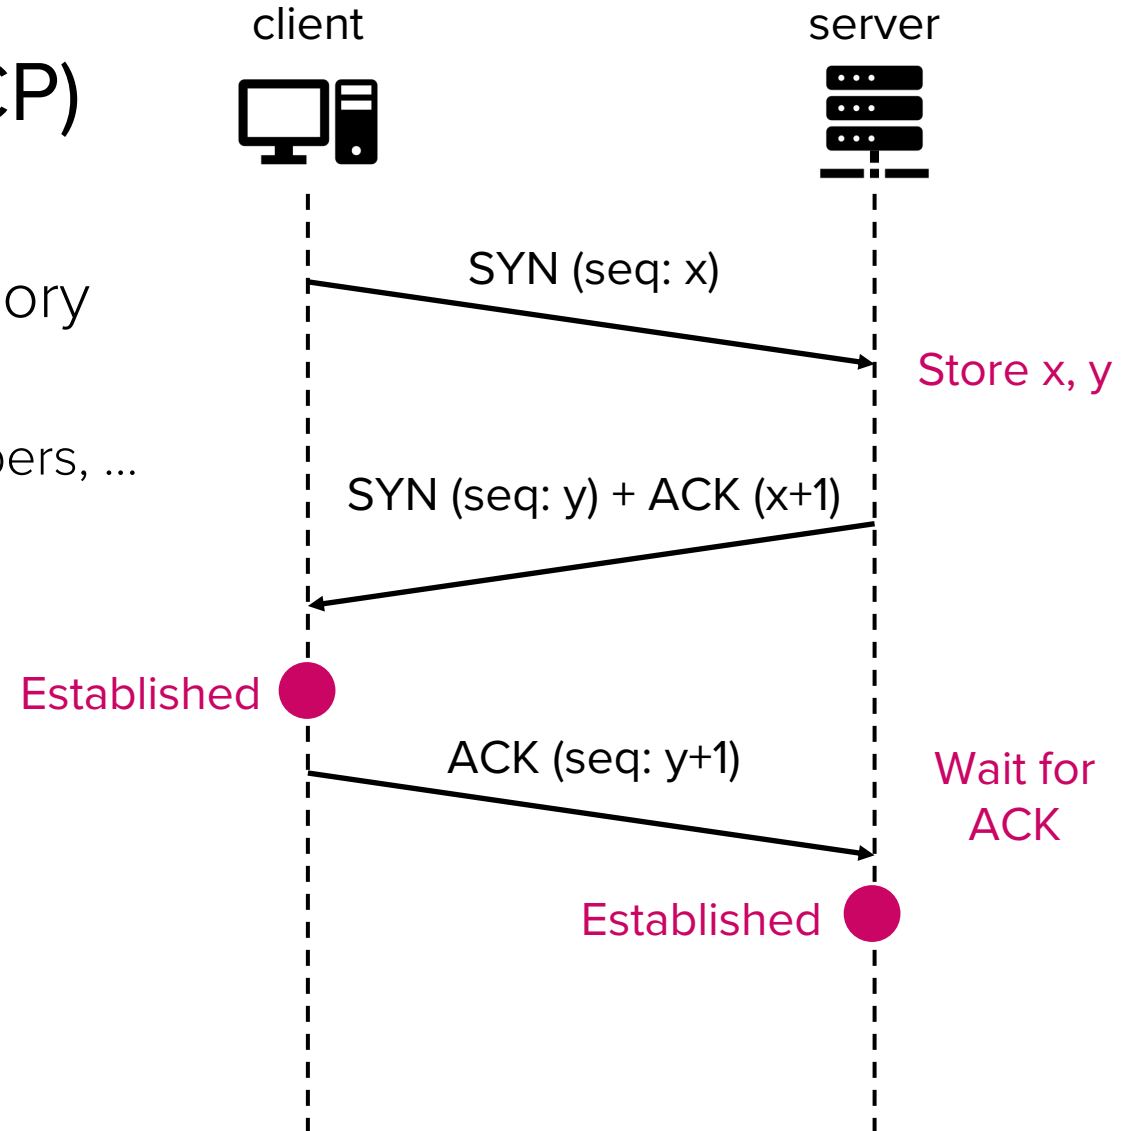 client
server
CP)
SYN (seq: x)
ory
Store x, y
bers, ...
SYN (seq: y) + ACK (x+1)
Established
ACK (seq: y+1)
Wait for
ACK
Established